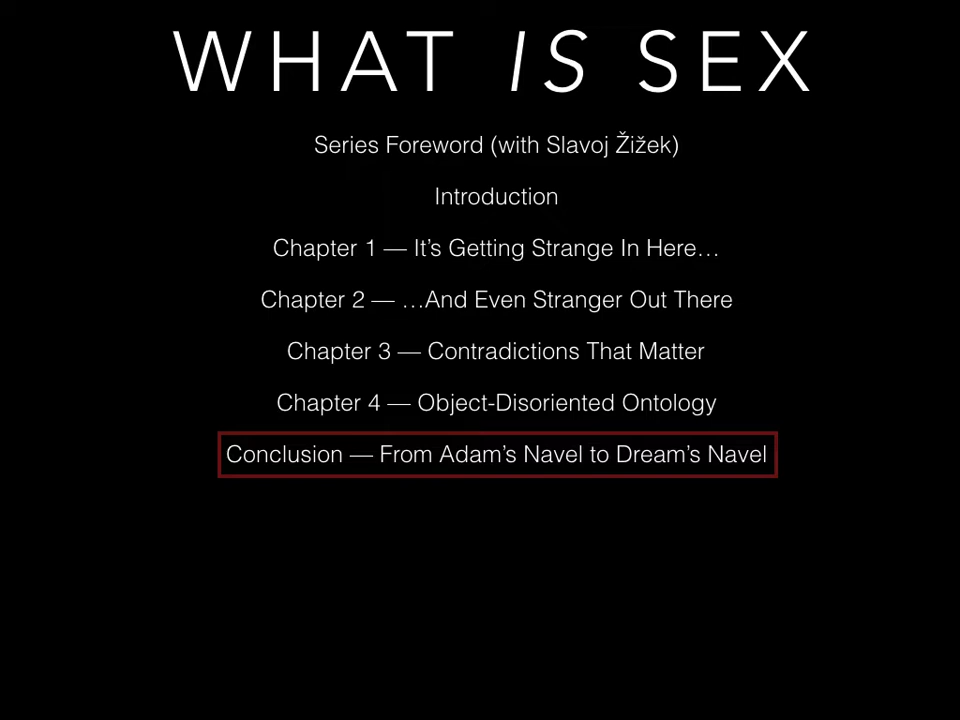 WHAT IS SEX
Series Foreword (with Slavoj Žižek)
Introduction
Chapter 1 — It’s Getting Strange In Here…
Chapter 2 — …And Even Stranger Out There
Chapter 3 — Contradictions That Matter
Chapter 4 — Object-Disoriented Ontology
Conclusion — From Adam’s Navel to Dream’s Navel